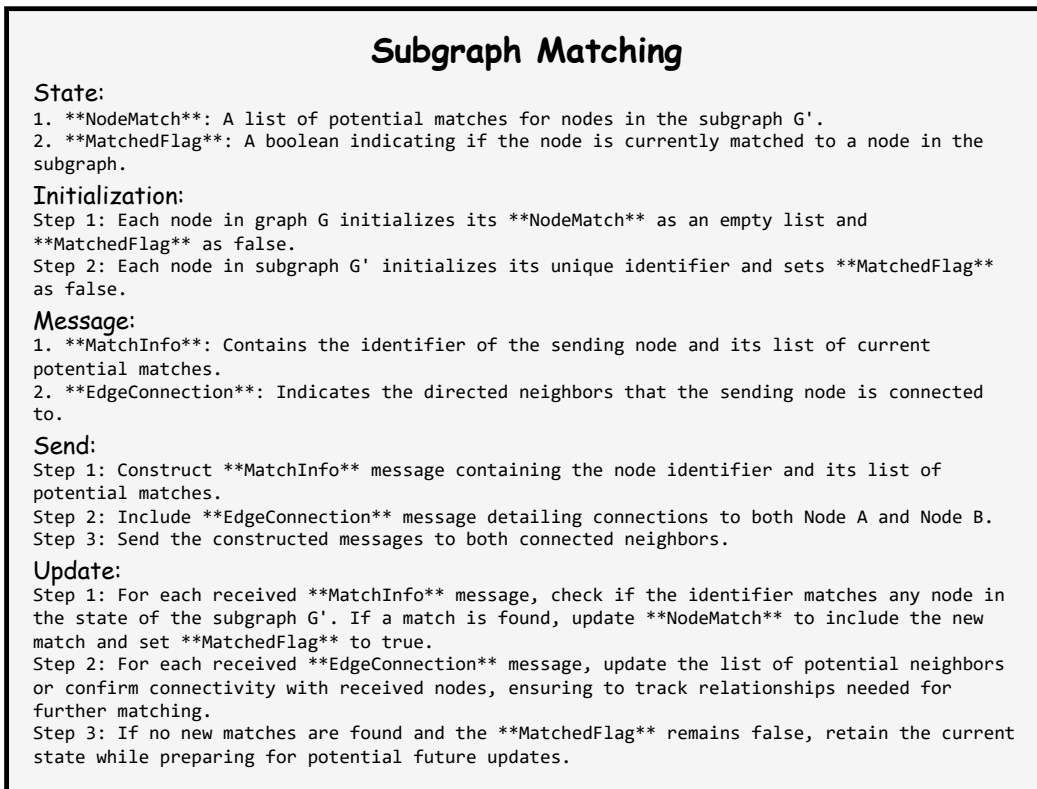 Subgraph Matching
State:
1. **NodeMatch**: A list of potential matches for nodes in the subgraph G'.
2. **MatchedFlag**: A boolean indicating if the node is currently matched to a node in the
subgraph.
Initialization:
Step 1: Each node in graph G initializes its **NodeMatch** as an empty list and
**MatchedFlag** as false.
Step 2: Each node in subgraph G' initializes its unique identifier and sets **MatchedFlag**
as false.
Message:
1. **MatchInfo**: Contains the identifier of the sending node and its list of current
potential matches.
2. **EdgeConnection**: Indicates the directed neighbors that the sending node is connected
to.
Send:
Step 1: Construct **MatchInfo** message containing the node identifier and its list of
potential matches.
Step 2: Include **EdgeConnection** message detailing connections to both Node A and Node B.
Step 3: Send the constructed messages to both connected neighbors.
Update:
Step 1: For each received **MatchInfo** message, check if the identifier matches any node in
the state of the subgraph G'. If a match is found, update **NodeMatch** to include the new
match and set **MatchedFlag** to true.
Step 2: For each received **EdgeConnection** message, update the list of potential neighbors
or confirm connectivity with received nodes, ensuring to track relationships needed for
further matching.
Step 3: If no new matches are found and the **MatchedFlag** remains false, retain the current
state while preparing for potential future updates.